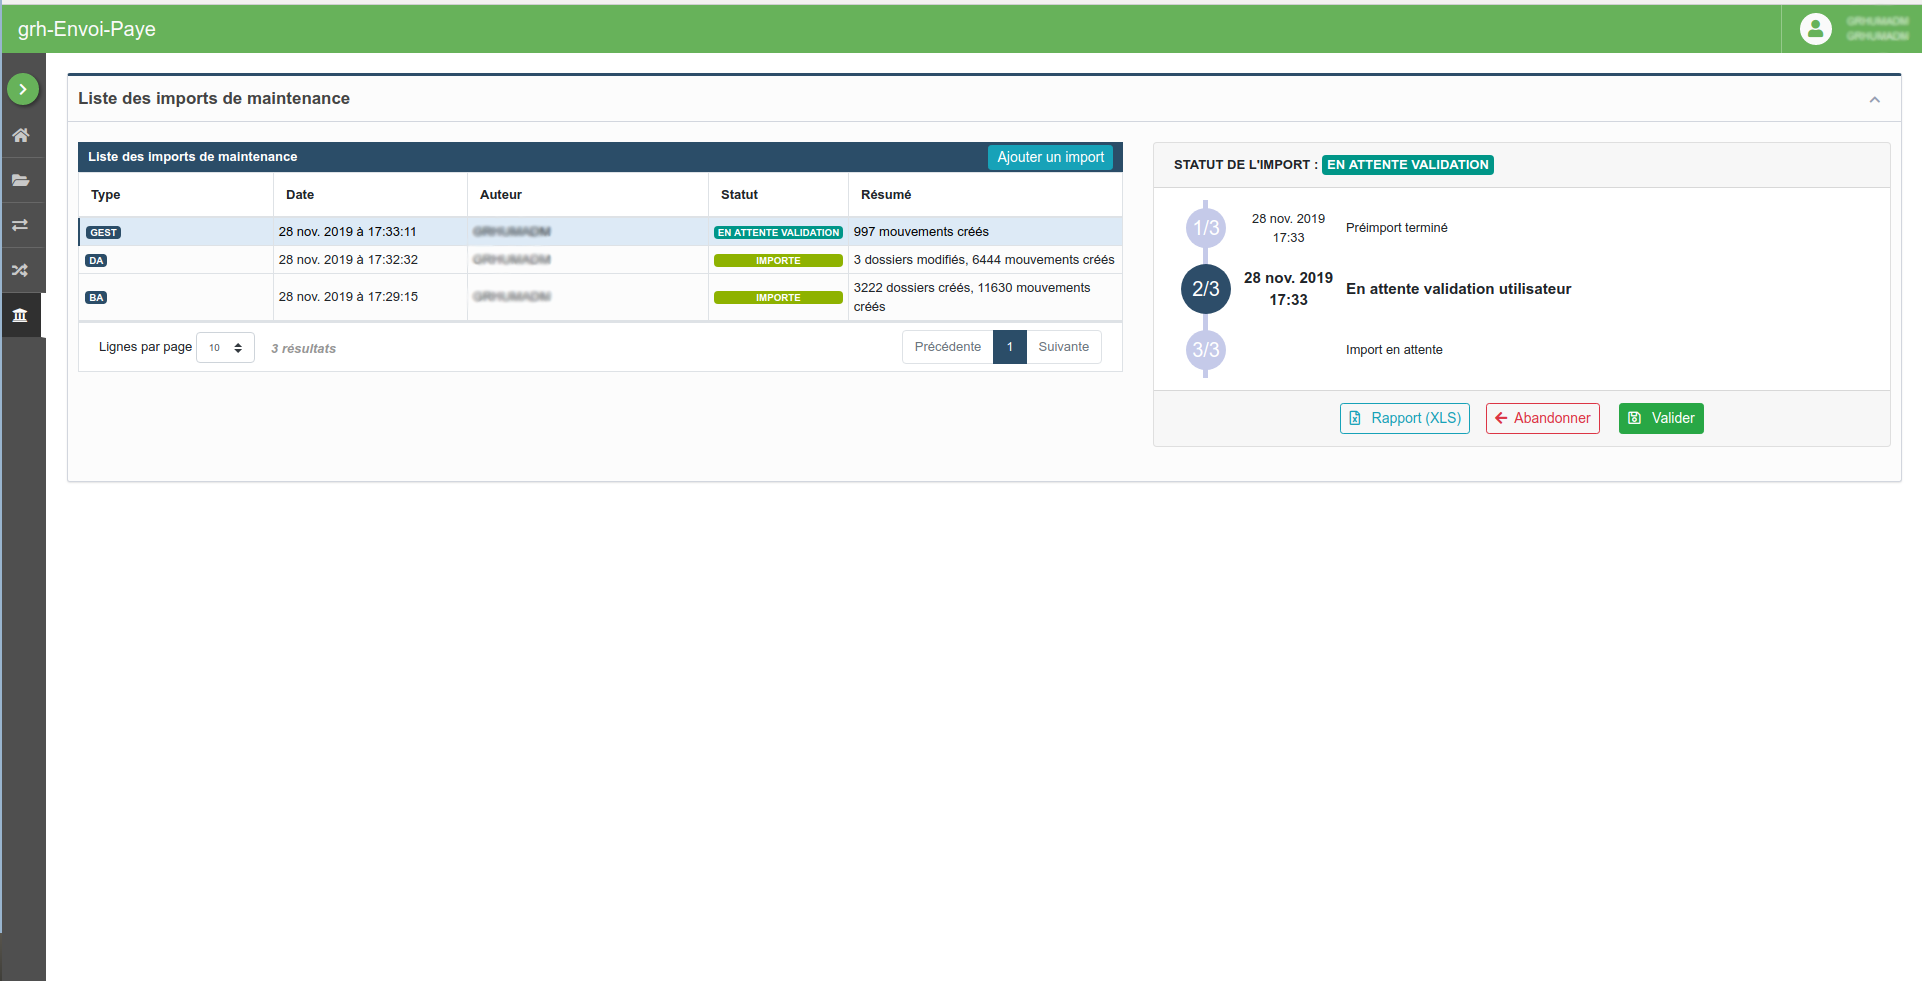 grh-Envoi-Paye
Liste des imports de maintenance
Liste des imports de maintenance
Ajouter un import
Type Date Auteur Statut Résumé
GEST 28 nov. 2019 à 17:33:11 EN ATTENTE VALIDATION 997 mouvements créés
DA 28 nov. 2019 à 17:32:32 IMPORTE 3 dossiers modifiés, 6444 mouvements créés
BA 28 nov. 2019 à 17:29:15 IMPORTE 3222 dossiers créés, 11630 mouvements
créés
Lignes par page 10 3 résultats Précédente 1 Suivante
STATUT DE L'IMPORT : EN ATTENTE VALIDATION
1/3 28 nov. 2019
17:33 Préimport terminé
2/3 28 nov. 2019
17:33 En attente validation utilisateur
3/3 Import en attente
Rapport (XLS) Abandonner Valider